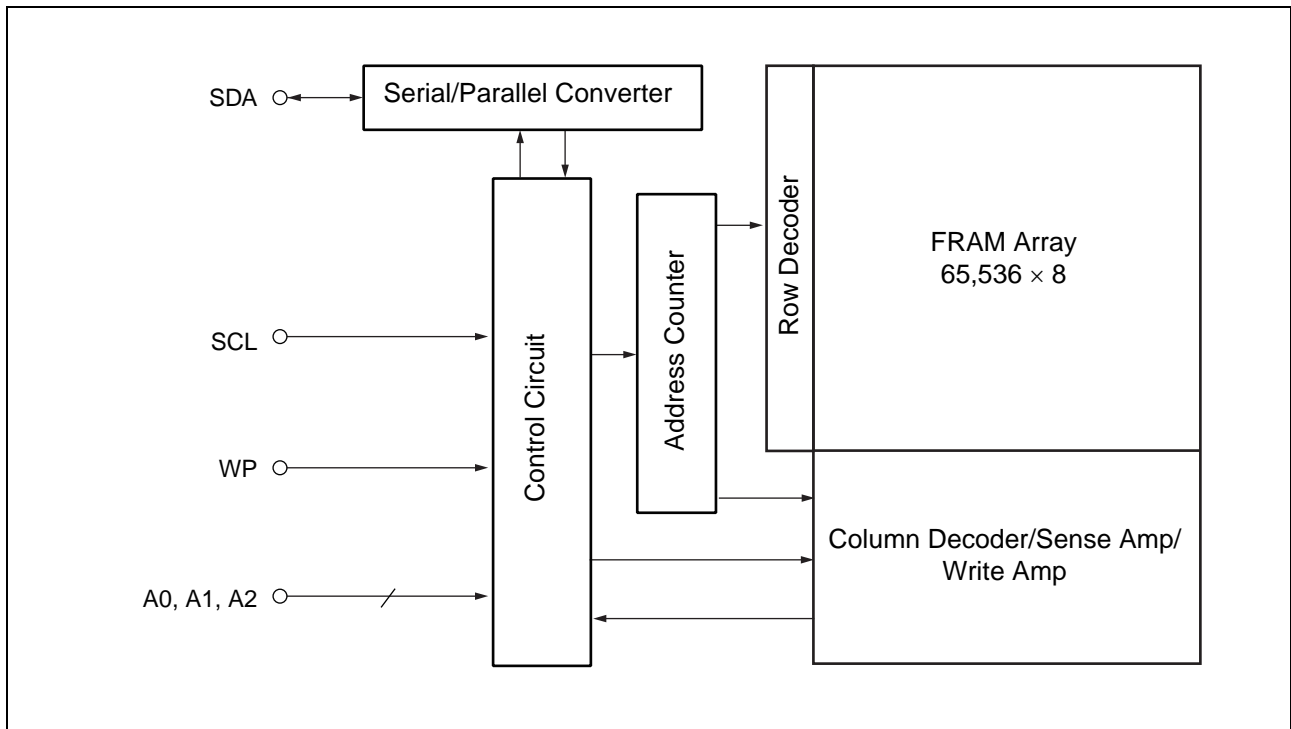 SDA
Serial/Parallel Converter
SCL
WP
A0, A1, A2
Control Circuit
Address Counter
Row Decoder
FRAM Array
65,536 × 8
Column Decoder/Sense Amp/
Write Amp